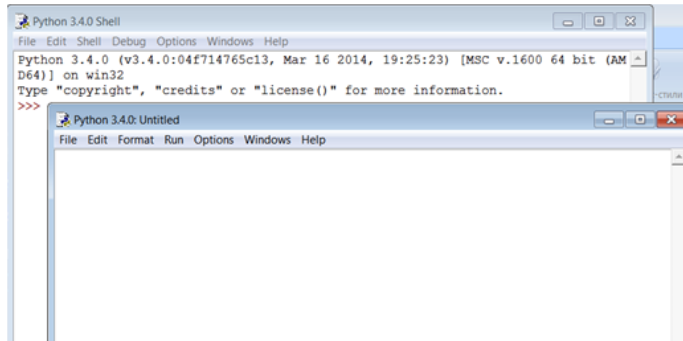 Python 3.4.0 Shell
File Edit Shell Debug Options Windows Help
Python 3.4.0 (v3.4.0:04f714765c13, Mar 16 2014, 19:25:23) [MSC v.1600 64 bit (AM
D64)] on win32
Type "copyright", "credits" or "license()" for more information.
>>>
-стили
Python 3.4.0: Untitled
File Edit Format Run Options Windows Help